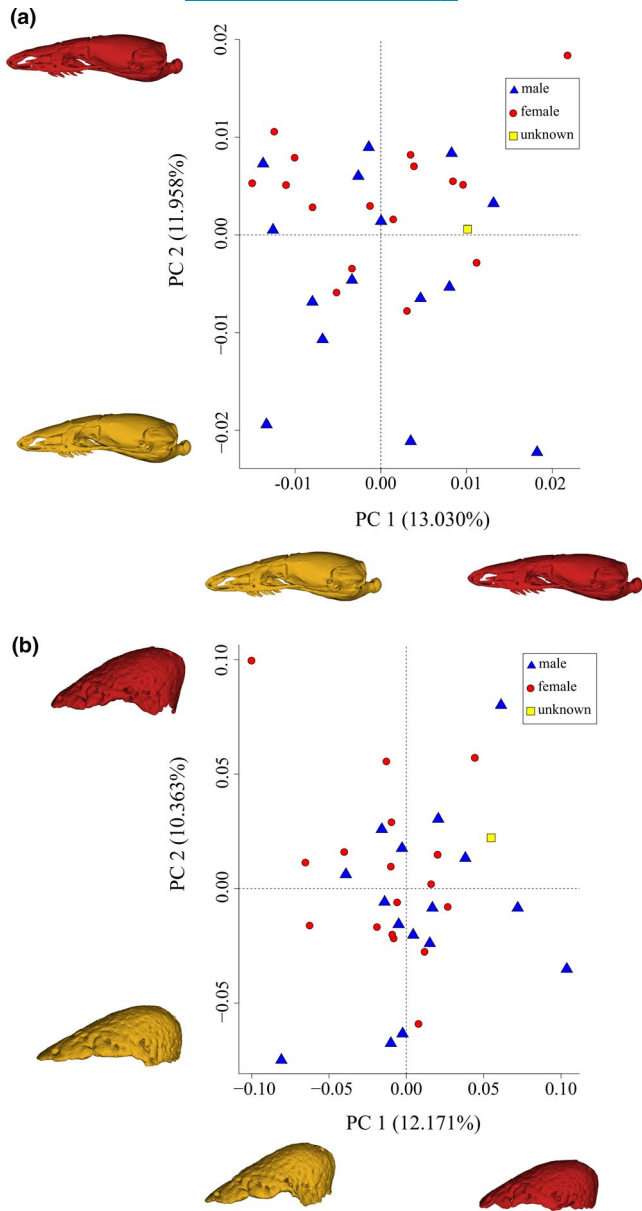 (a)
0.02
0.01
0.00
−0.01
−0.02
PC 2 (11.958%)
male
female
unknown
-0.01
0.00
0.01
0.02
PC 1 (13.030%)
(b)
0.10
0.05
0.00
−0.05
PC 2 (10.363%)
male
female
unknown
−0.10
−0.05
0.00
0.05
0.10
PC 1 (12.171%)